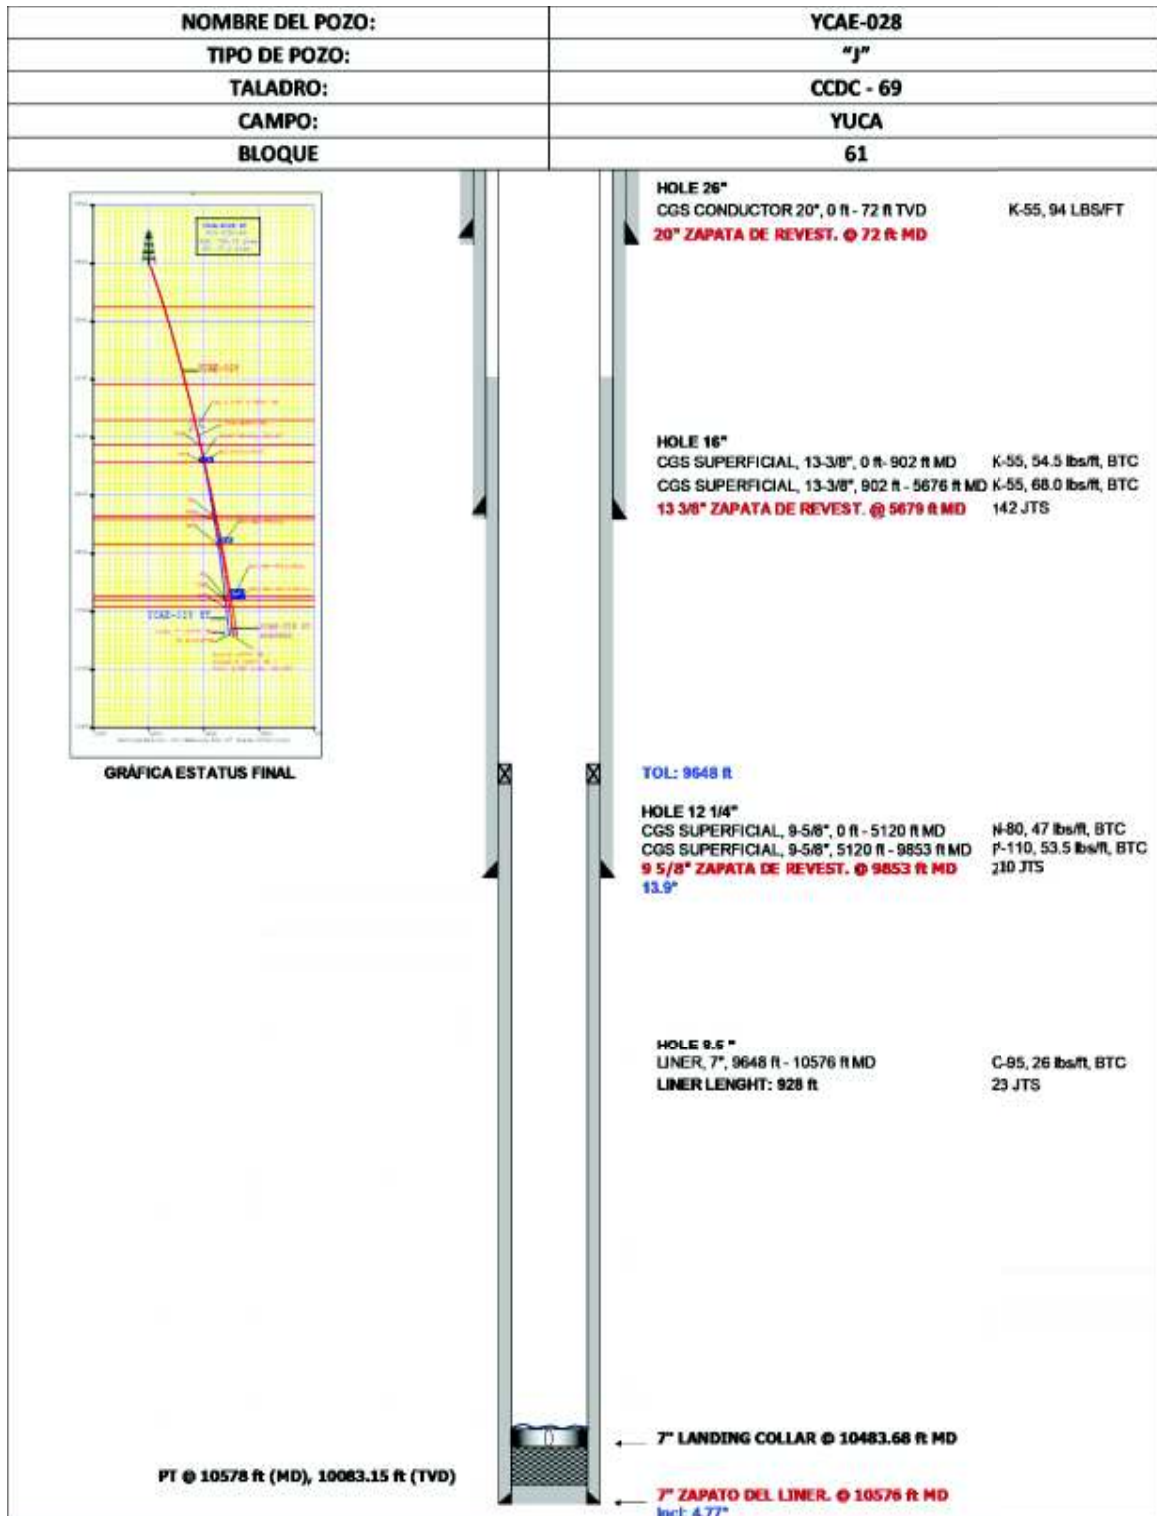 NOMBRE DEL POZO: YCAE-028
TIPO DE POZO: "J"
TALADRO: CCDC - 69
CAMPO: YUCA
BLOQUE 61
HOLE 26"
CGS CONDUCTOR 20", 0 ft - 72 ft TVD K-55, 94 LBS/FT
20" ZAPATA DE REVEST. @ 72 ft MD
YCAE-028
HOLE 16"
CGS SUPERFICIAL, 13-3/8", 0 ft- 902 ft MD K-55, 54.5 lbs/ft, BTC
CGS SUPERFICIAL, 13-3/8", 902 ft - 5676 ft MD K-55, 68.0 lbs/ft, BTC
13 3/8" ZAPATA DE REVEST. @ 5679 ft MD 142 JTS
GRÁFICA ESTATUS FINAL
TOL: 9648 ft
HOLE 12 1/4"
CGS SUPERFICIAL, 9-5/8", 0 ft - 5120 ft MD N-80, 47 lbs/ft, BTC
CGS SUPERFICIAL, 9-5/8", 5120 ft - 9853 ft MD P-110, 53.5 lbs/ft, BTC
9 5/8" ZAPATA DE REVEST. @ 9853 ft MD 210 JTS
13.9°
HOLE 8.5 "
LINER, 7", 9648 ft - 10576 ft MD C-95, 26 lbs/ft, BTC
LINER LENGHT: 928 ft 23 JTS
7" LANDING COLLAR @ 10483.68 ft MD
PT @ 10578 ft (MD), 10083.15 ft (TVD)
7" ZAPATO DEL LINER. @ 10576 ft MD
Incl: 4.77°